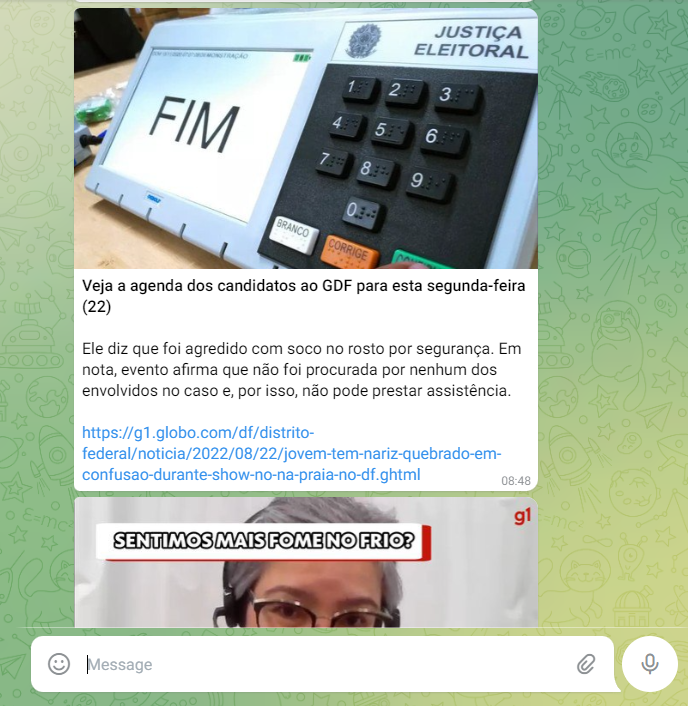 JUSTIÇA
ELEITORAL
FIM
1
2
3
4
5
6
7
8
9
0
BRANCO
CORRIGE
Veja a agenda dos candidatos ao GDF para esta segunda-feira
(22)
Ele diz que foi agredido com soco no rosto por segurança. Em
nota, evento afirma que não foi procurada por nenhum dos
envolvidos no caso e, por isso, não pode prestar assistência.
https://g1.globo.com/df/distrito-
federal/noticia/2022/08/22/jovem-tem-nariz-quebrado-em-
confusao-durante-show-no-na-praia-no-df.ghtml
08:48
g1
SENTIMOS MAIS FOME NO FRIO?
Message